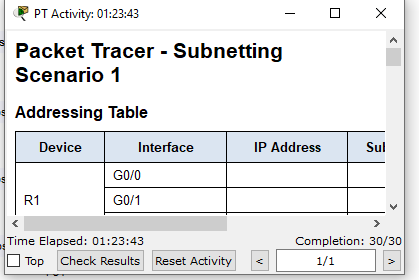 PT Activity: 01:23:43
Packet Tracer - Subnetting
Scenario 1
Addressing Table
Device Interface IP Address Sub
G0/0
R1 G0/1
Time Elapsed: 01:23:43 Completion: 30/30
Top Check Results Reset Activity < 1/1 >